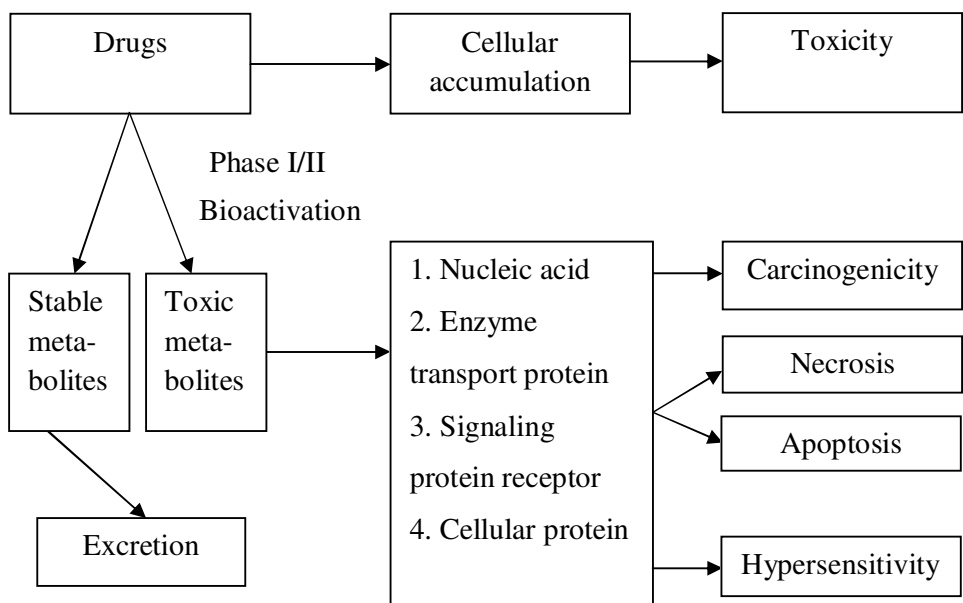 Drugs
Cellular
accumulation
Toxicity
Phase I/II
Bioactivation
Stable
meta-
bolites
Toxic
meta-
bolites
1. Nucleic acid
2. Enzyme
transport protein
3. Signaling
protein receptor
4. Cellular protein
Carcinogenicity
Necrosis
Apoptosis
Hypersensitivity
Excretion